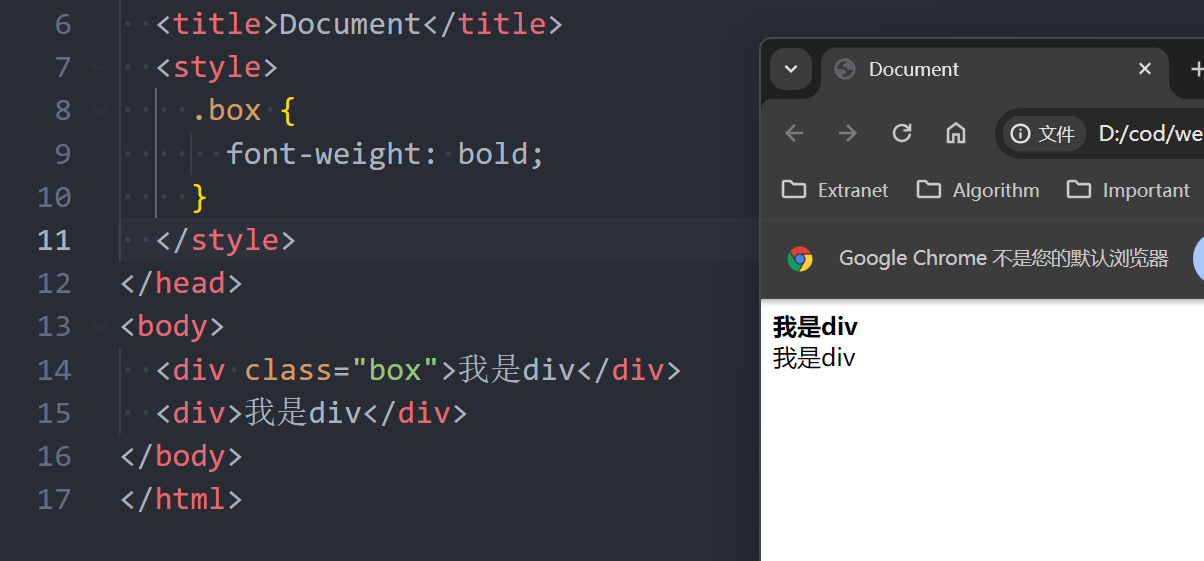 6 <title>Document</title>
7 <style>
8 .box {
9 font-weight: bold;
10 }
11 </style>
12 </head>
13 <body>
14 <div class="box">我是div</div>
15 <div>我是div</div>
16 </body>
17 </html>
Document
文件 D:/cod/we
Extranet Algorithm Important
Google Chrome 不是您的默认浏览器
我是div
我是div